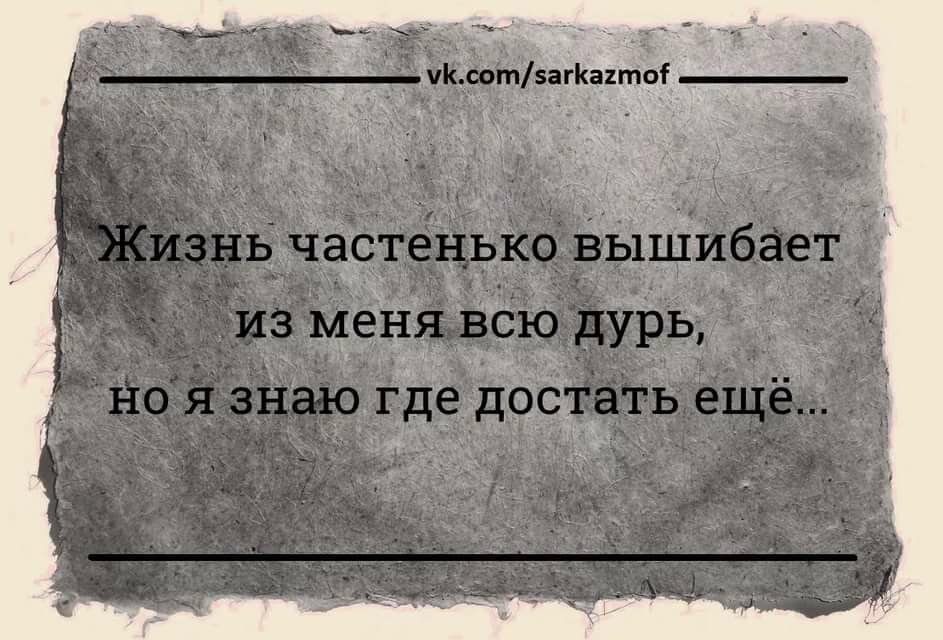 vk.com/sarkazmof
Жизнь частенько вышибает
из меня всю дурь,
но я знаю где достать ещё...